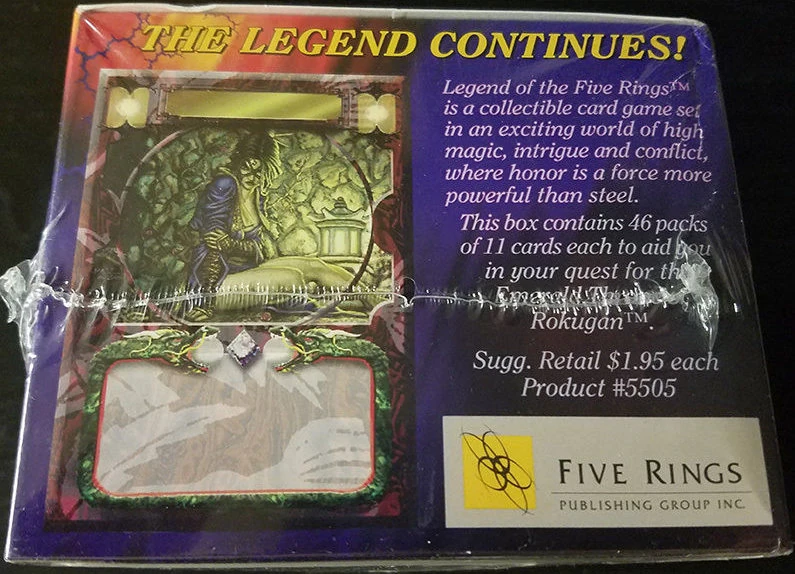 THE LEGEND CONTINUES!
Legend of the Five Rings™
is a collectible card game set
in an exciting world of high
magic, intrigue and conflict,
where honor is a force more
powerful than steel.
This box contains 46 packs
of 11 cards each to aid you
in your quest for the
Emerald
Rokugan™.
Sugg. Retail $1.95 each
Product #5505
FIVE RINGS
PUBLISHING GROUP INC.